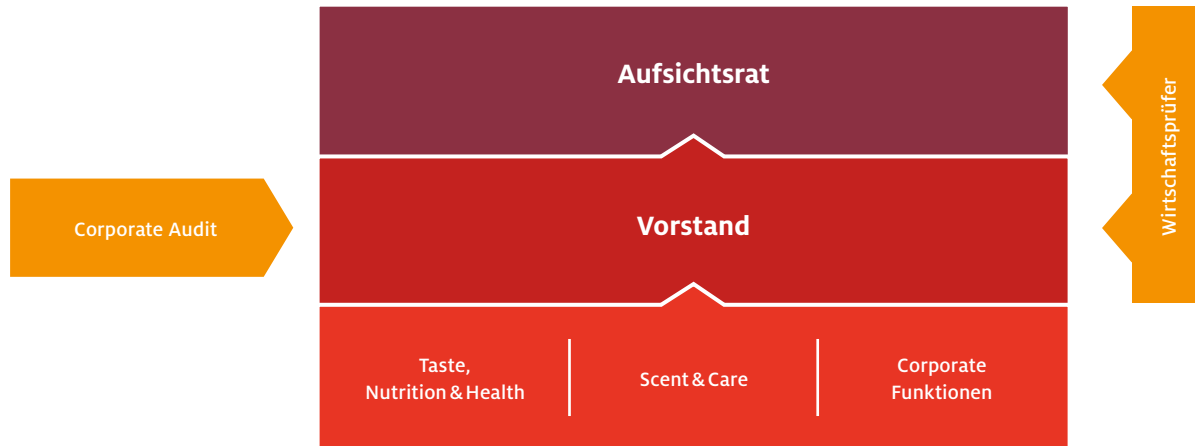 Aufsichtsrat
Wirtschaftsprüfer
Corporate Audit
Vorstand
Taste,
Nutrition & Health
Scent & Care
Corporate
Funktionen